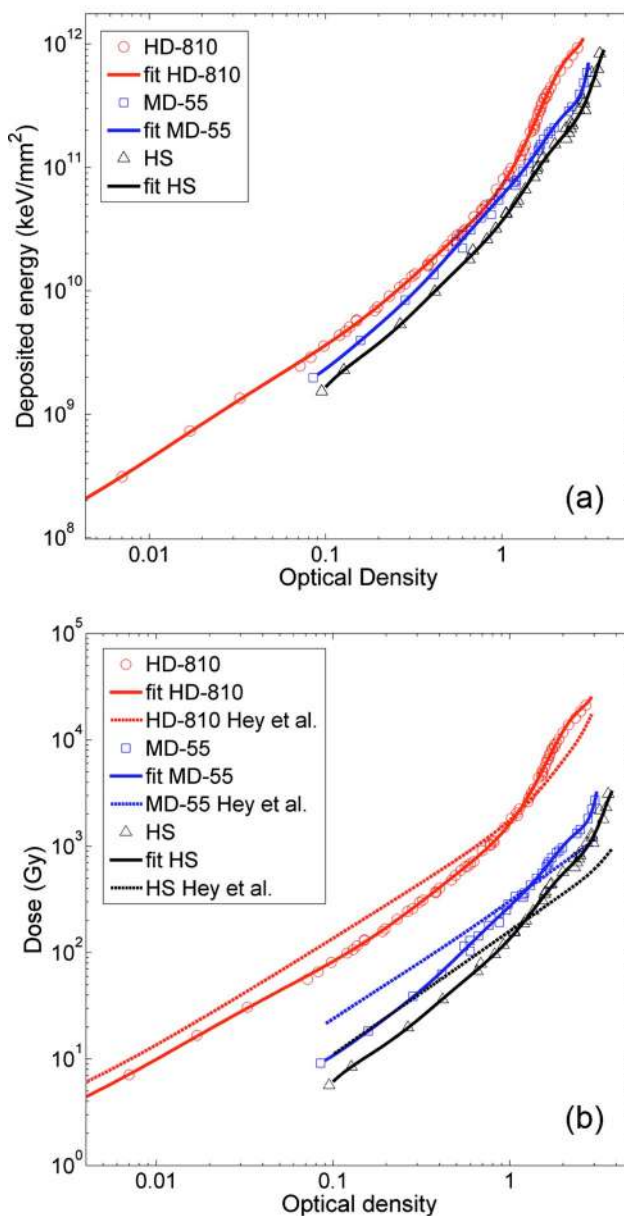 10^12
10^11
10^10
10^9
10^8
Deposited energy (keV/mm^2)
HD-810
fit HD-810
MD-55
fit MD-55
HS
fit HS
(a)
0.01 0.1 1
Optical Density
10^5
10^4
10^3
10^2
10^1
10^0
Dose (Gy)
HD-810
fit HD-810
HD-810 Hey et al.
MD-55
fit MD-55
MD-55 Hey et al.
HS
fit HS
HS Hey et al.
(b)
0.01 0.1 1
Optical density